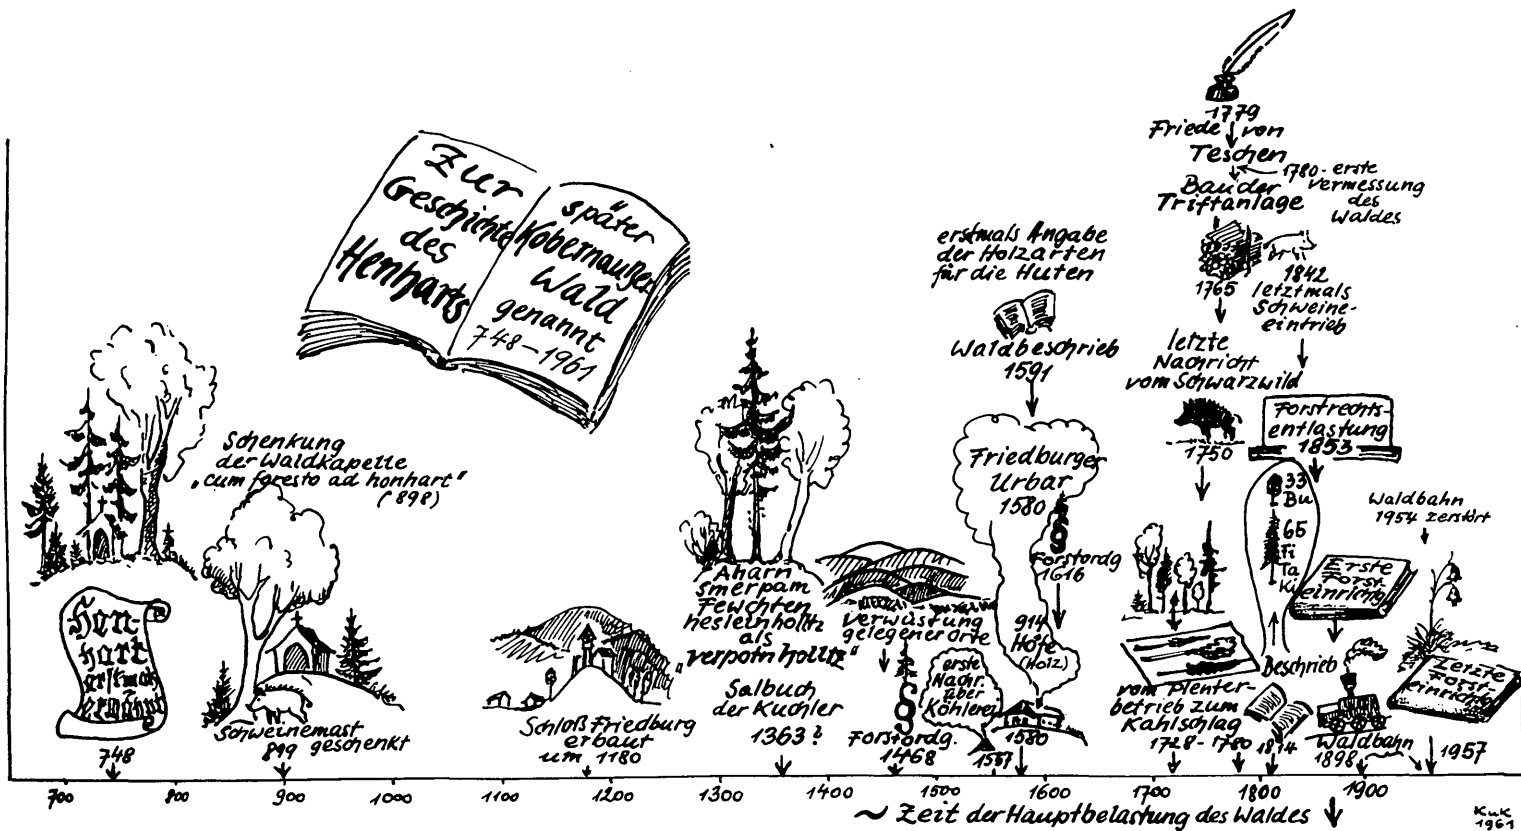 Zur
Geschichte
des
Henharts
später
Kobernaußer
Wald
genannt
748-1961
Hon-
hart
erstmals
erwähnt
748
Schenkung
der Waldkapelle
„cum foresto ad honhart"
(898)
Schweinemast
899 geschenkt
Schloß Friedburg
erbaut
um 1180
Aharn
smerpam
Fewchten
hesleinholltz
als
„verpotn holltz"
Salbuch
der Kuchler
1363?
Verwüstung
gelegener Orte
§
Forstordg.
1468
erste
Nachr.
über
Köhlerei
1557
erstmals Angabe
der Holzarten
für die Huten
Waldbeschrieb
1591
Friedburger
Urbar
1580
§
Forstordg
1616
914
Höfe
(Holz)
1580
1779
Friede von
Teschen
1780-erste
Vermessung
des
Waldes
Bau der
Triftanlage
1765
1842
letztmals
Schweine-
eintrieb
letzte
Nachricht
vom Schwarzwild
1750
Forstrechts-
entlastung
1853
33
Bu
65
Fi
Ta
Ki
Beschrieb
1814
vom Plenter-
betrieb zum
Kahlschlag
1728-1780
Erste
Forst
einrichtg
Waldbahn
1954 zerstört
Waldbahn
1898
Letzte
Forst-
einrichtg
1957
700 800 900 1000 1100 1200 1300 1400 1500 1600 1700 1800 1900
~ Zeit der Hauptbelastung des Waldes
KuK
1961